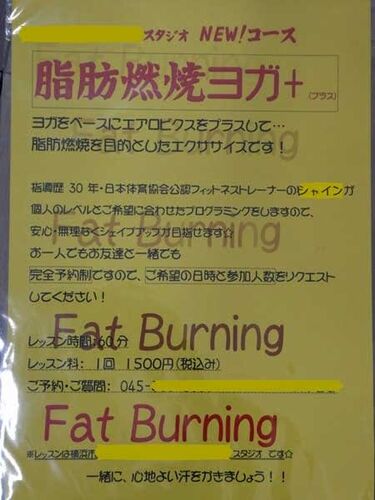 スタジオ NEW!コース
脂肪燃焼ヨガ+(プラス)
ヨガをベースにエアロビクスをプラスして…
脂肪燃焼を目的としたエクササイズです!
指導歴 30 年・日本体育協会公認フィットネストレーナーのシャインが
個人のレベルとご希望に合わせたプログラミングをしますので、
安心・無理なくシェイプアップが目指せます☆
お一人でもお友達と一緒でも
完全予約制ですので、ご希望の日時と参加人数をリクエスト
してください!
Fat Burning
レッスン時間:60分
レッスン料: 1回 1500円(税込み)
ご予約・ご質問: 045-
Fat Burning
※レッスンは横浜市 スタジオ です☆
一緒に、心地よい汗をかきましょう!!
Fat Burning
Fat Burning